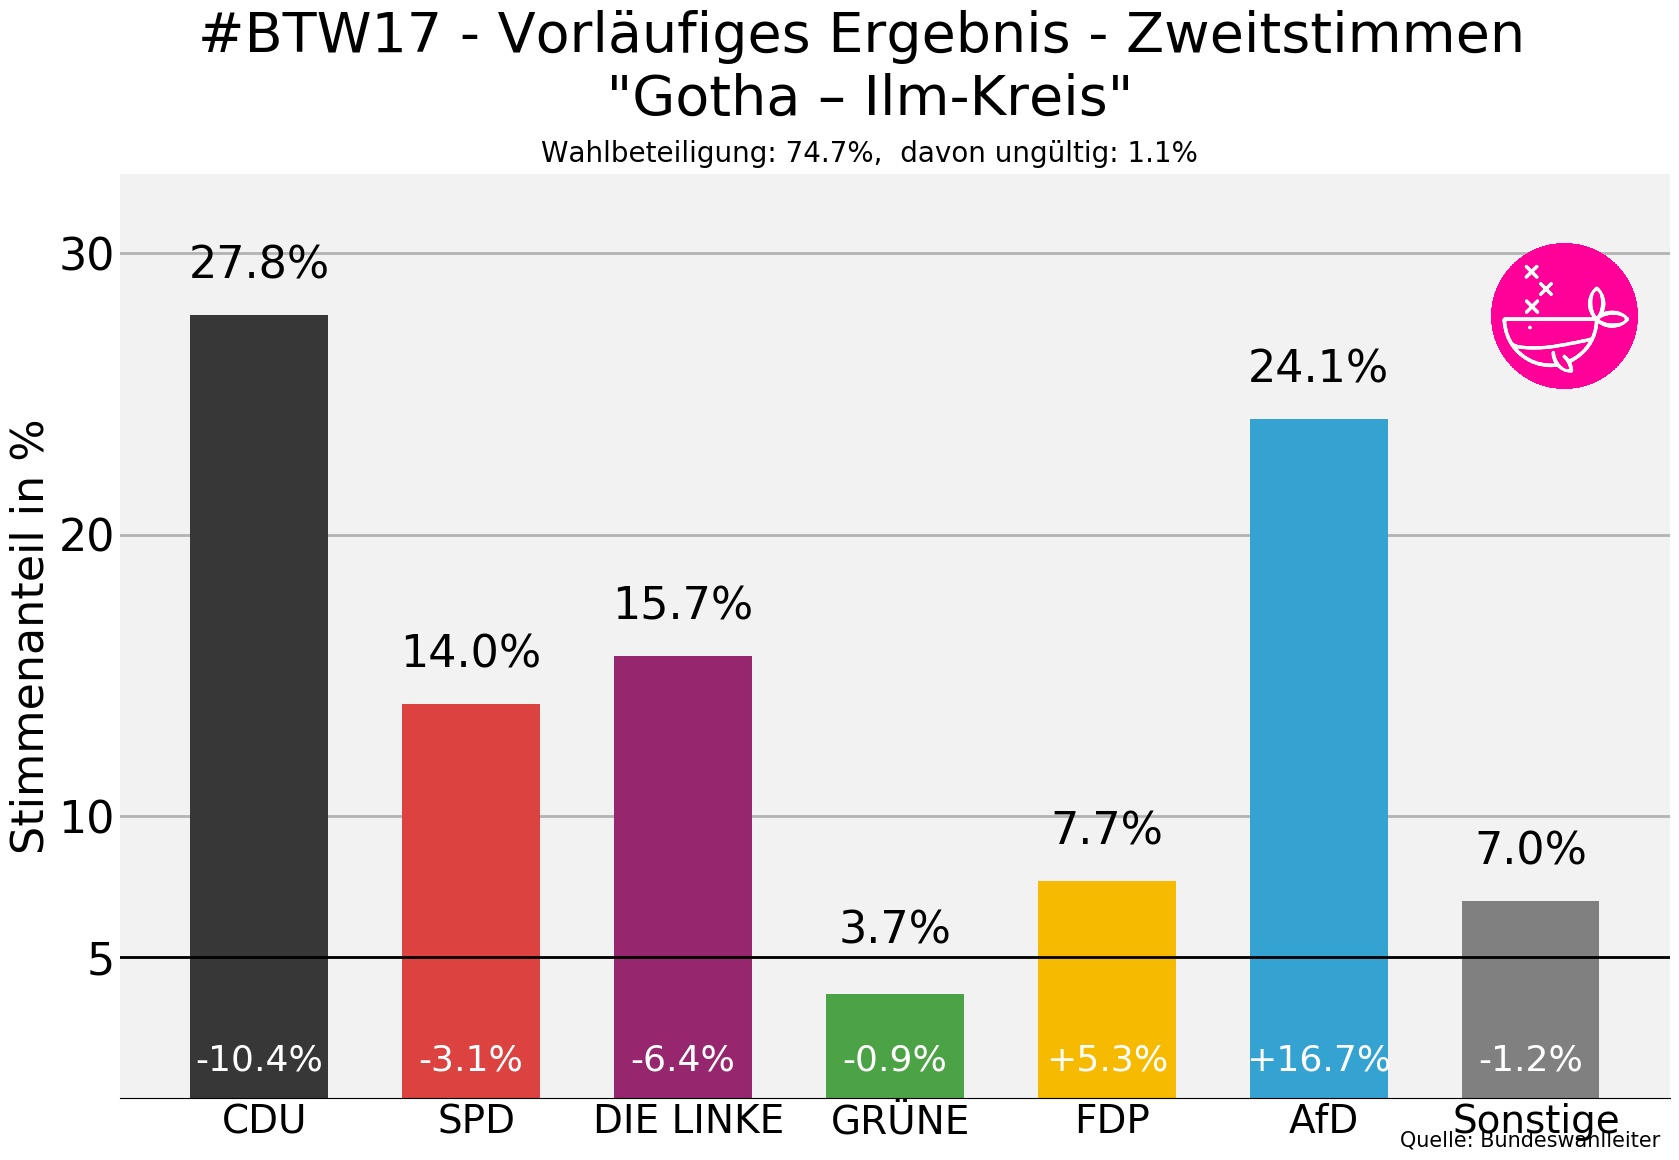 #BTW17 - Vorläufiges Ergebnis - Zweitstimmen
"Gotha – Ilm-Kreis"
Wahlbeteiligung: 74.7%,  davon ungültig: 1.1%
Stimmenanteil in %
30
20
10
5
27.8%
14.0%
15.7%
3.7%
7.7%
24.1%
7.0%
-10.4%
-3.1%
-6.4%
-0.9%
+5.3%
+16.7%
-1.2%
CDU
SPD
DIE LINKE
GRÜNE
FDP
AfD
Sonstige
Quelle: Bundeswahlleiter